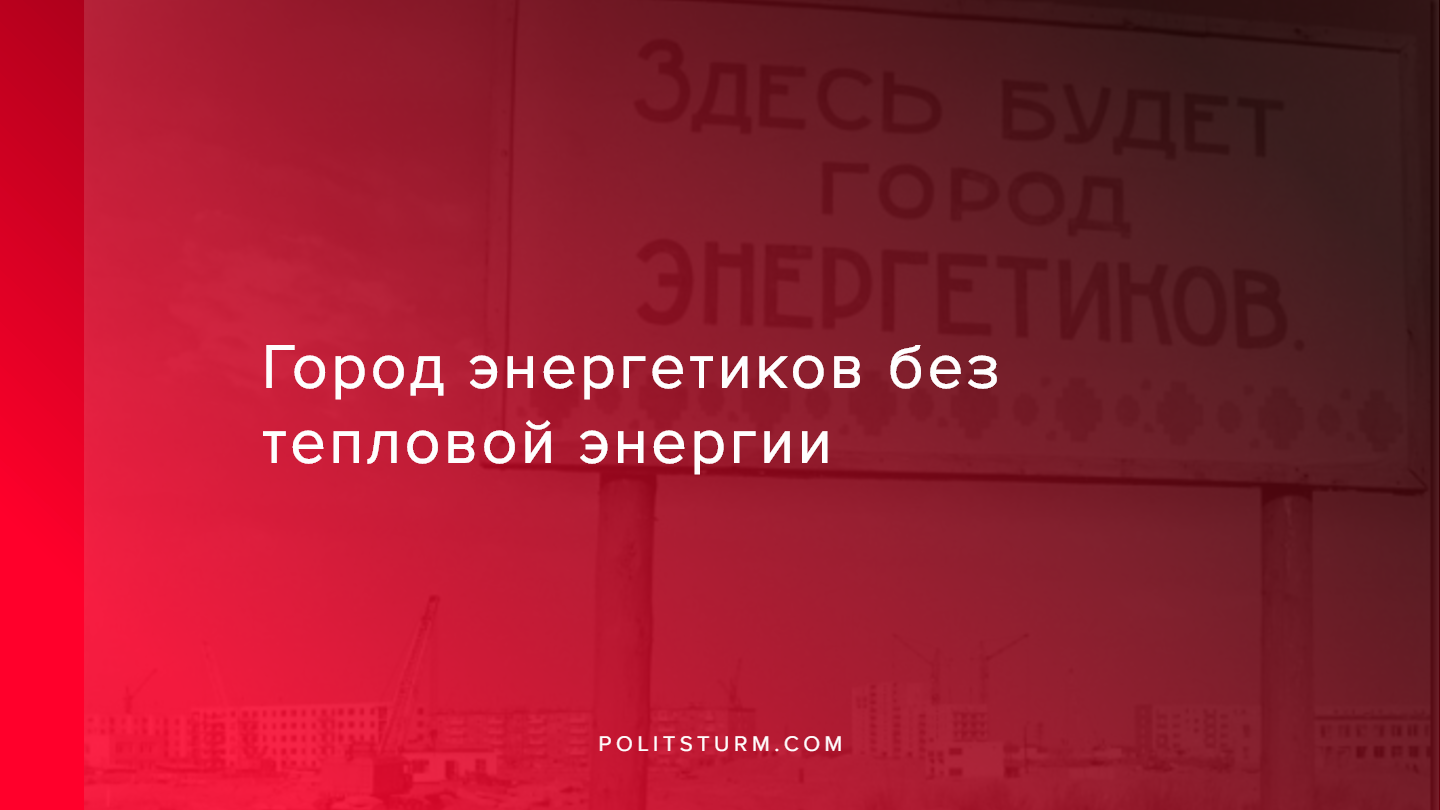 ЗДЕСЬ БУДЕТ
ГОРОД
ЭНЕРГЕТИКОВ.
Город энергетиков без
тепловой энергии
POLITSTURM.COM